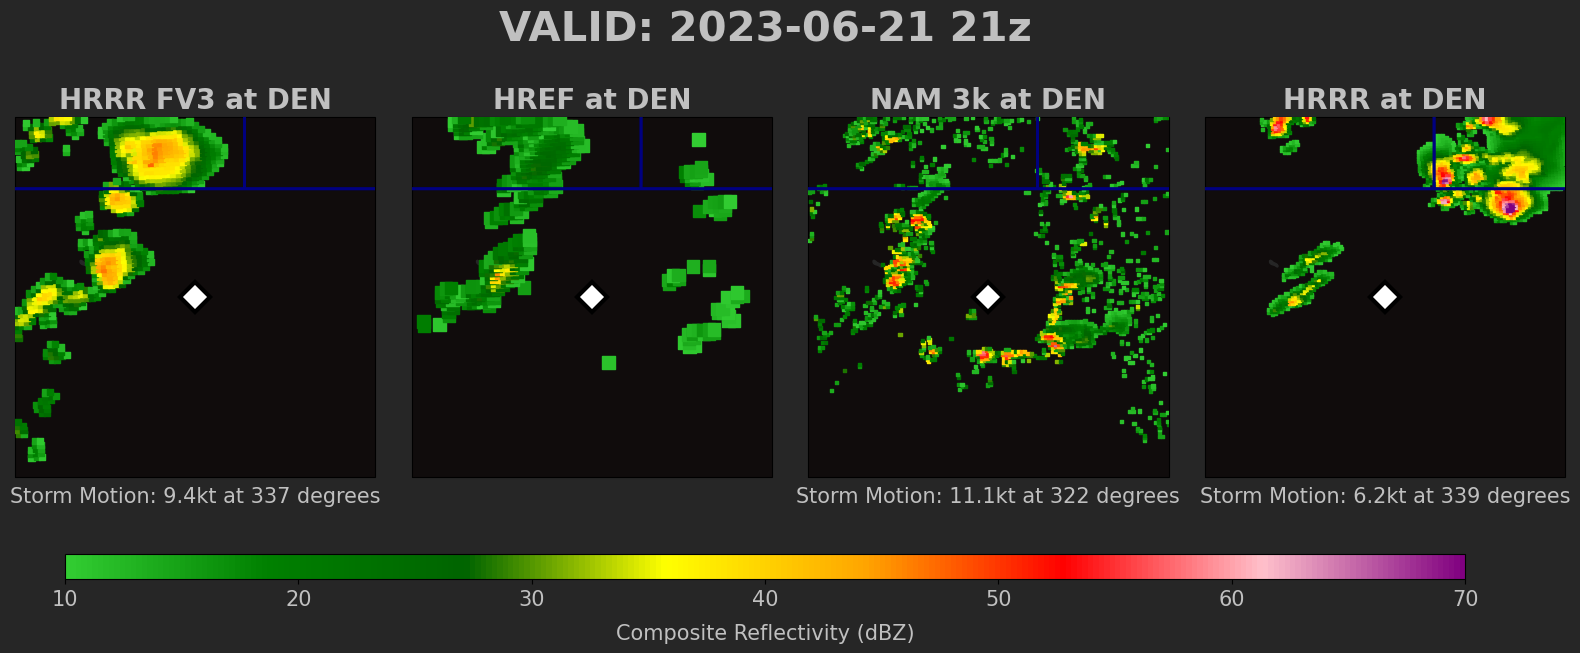 VALID: 2023-06-21 21z
HRRR FV3 at DEN
HREF at DEN
NAM 3k at DEN
HRRR at DEN
Storm Motion: 9.4kt at 337 degrees
Storm Motion: 11.1kt at 322 degrees
Storm Motion: 6.2kt at 339 degrees
10 20 30 40 50 60 70
Composite Reflectivity (dBZ)